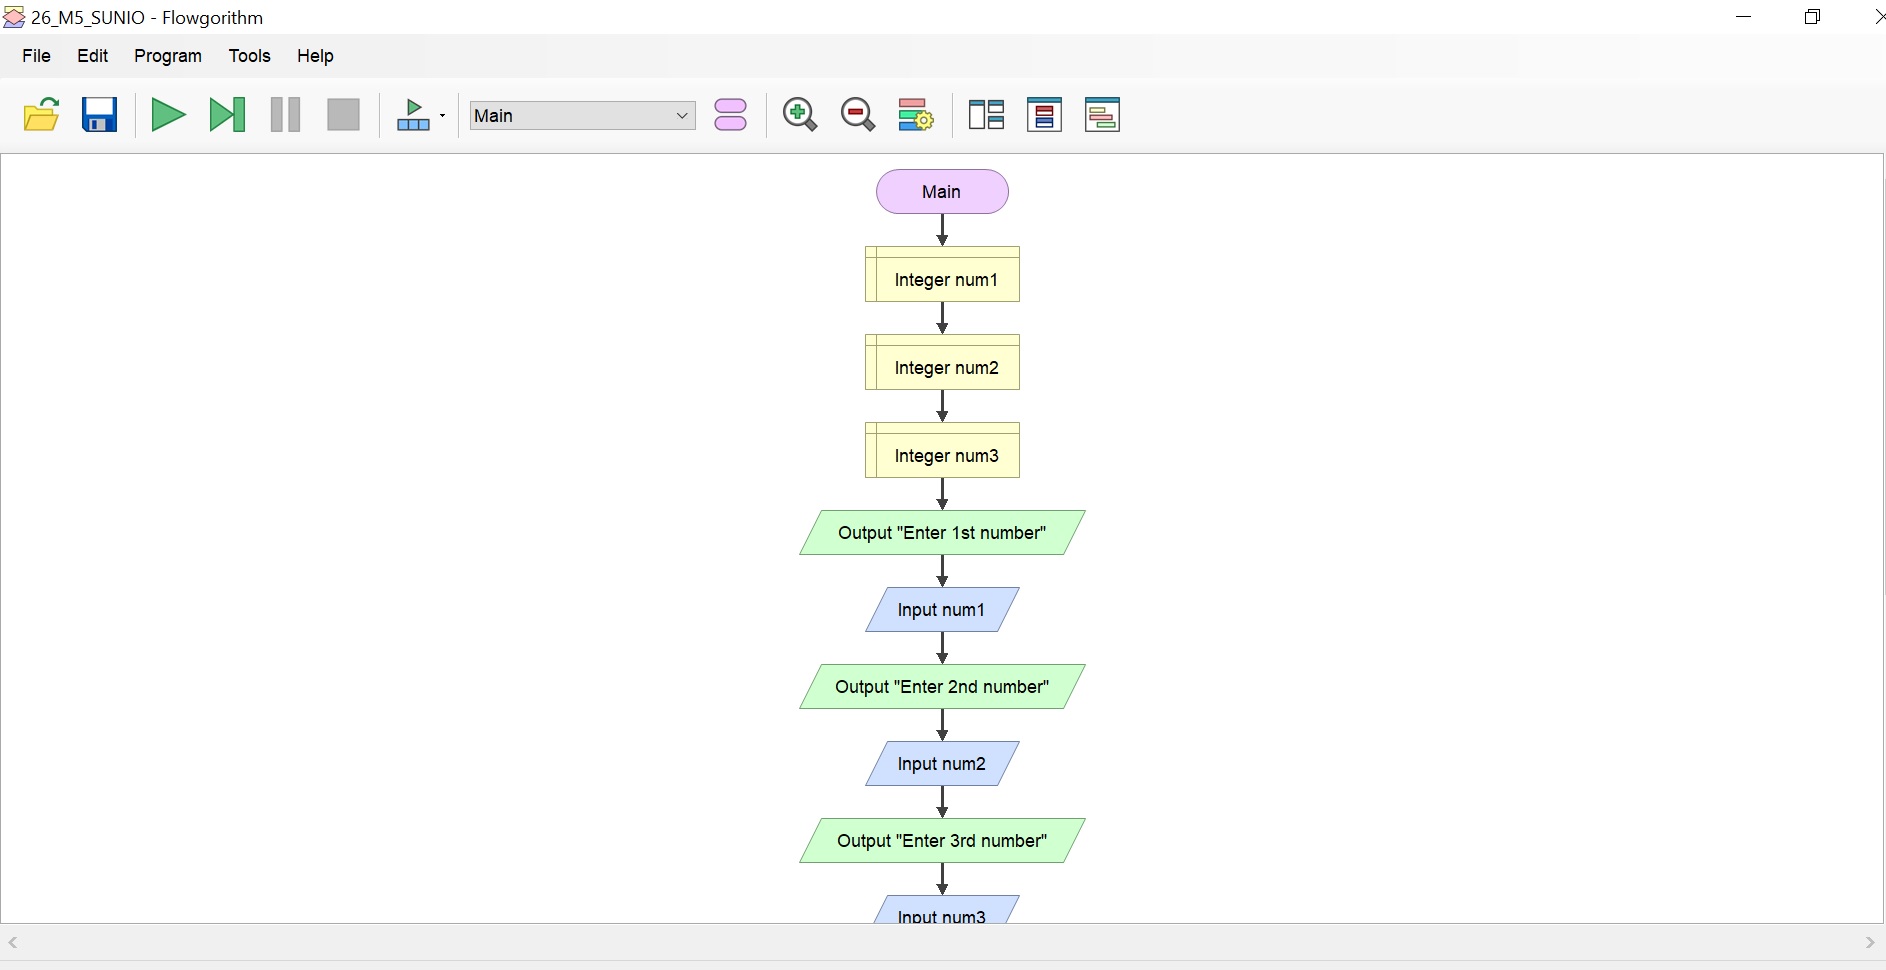 26_M5_SUNIO - Flowgorithm
File Edit Program Tools Help
Main
Main
Integer num1
Integer num2
Integer num3
Output "Enter 1st number"
Input num1
Output "Enter 2nd number"
Input num2
Output "Enter 3rd number"
Input num3